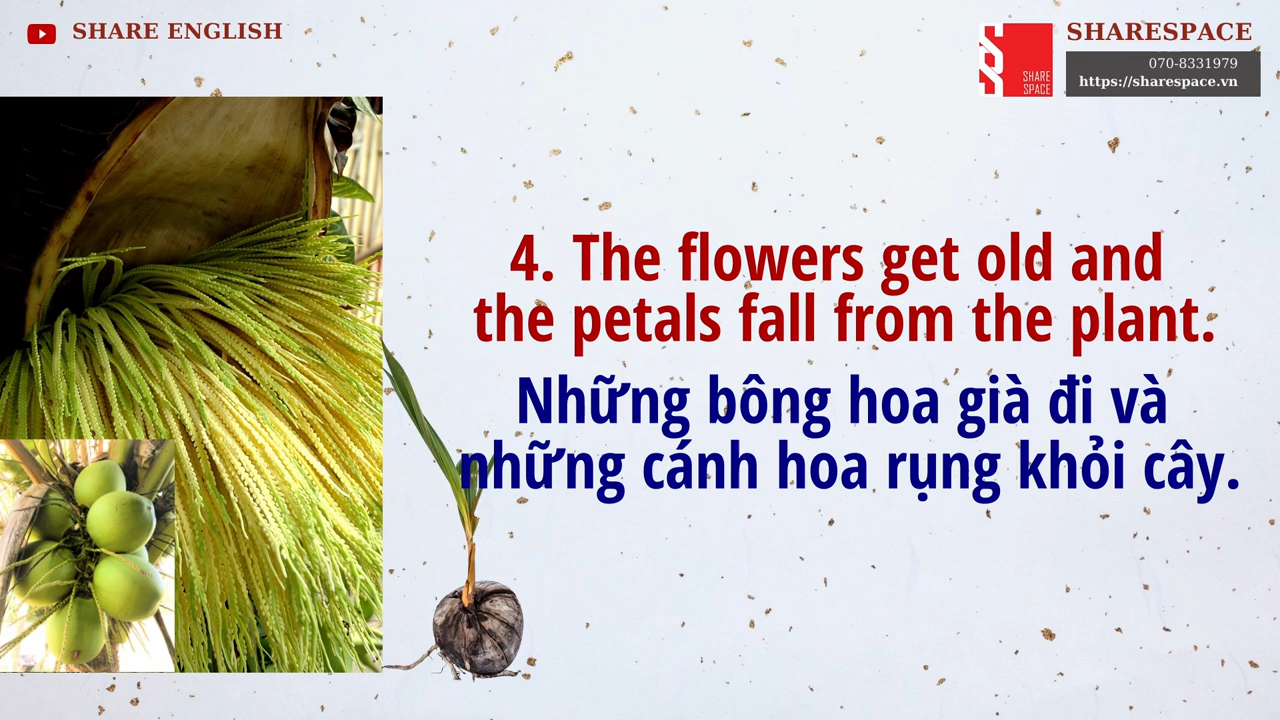 SHARE ENGLISH
SHARESPACE
SHARE
SPACE
070-8331979
https://sharespace.vn
4. The flowers get old and
the petals fall from the plant.
Những bông hoa già đi và
những cánh hoa rụng khỏi cây.